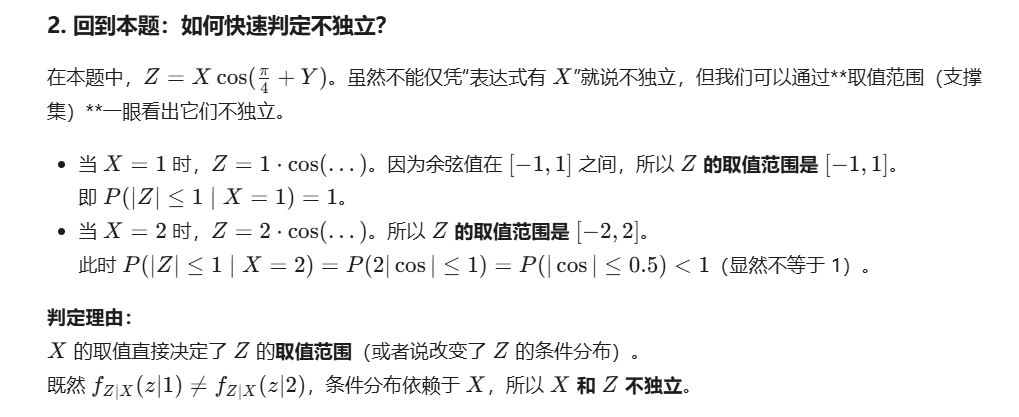 2. 回到本题：如何快速判定不独立？
在本题中，Z = X cos(π/4 + Y)。虽然不能仅凭“表达式有 X”就说不独立，但我们可以通过**取值范围（支撑
集）**一眼看出它们不独立。
• 当 X = 1 时，Z = 1 · cos(…)。因为余弦值在 [−1, 1] 之间，所以 Z 的取值范围是 [−1, 1]。
即 P(|Z| ≤ 1 | X = 1) = 1。
• 当 X = 2 时，Z = 2 · cos(…)。所以 Z 的取值范围是 [−2, 2]。
此时 P(|Z| ≤ 1 | X = 2) = P(2| cos | ≤ 1) = P(| cos | ≤ 0.5) < 1（显然不等于 1）。
判定理由：
X 的取值直接决定了 Z 的取值范围（或者说改变了 Z 的条件分布）。
既然 f_{Z|X}(z|1) ≠ f_{Z|X}(z|2)，条件分布依赖于 X，所以 X 和 Z 不独立。